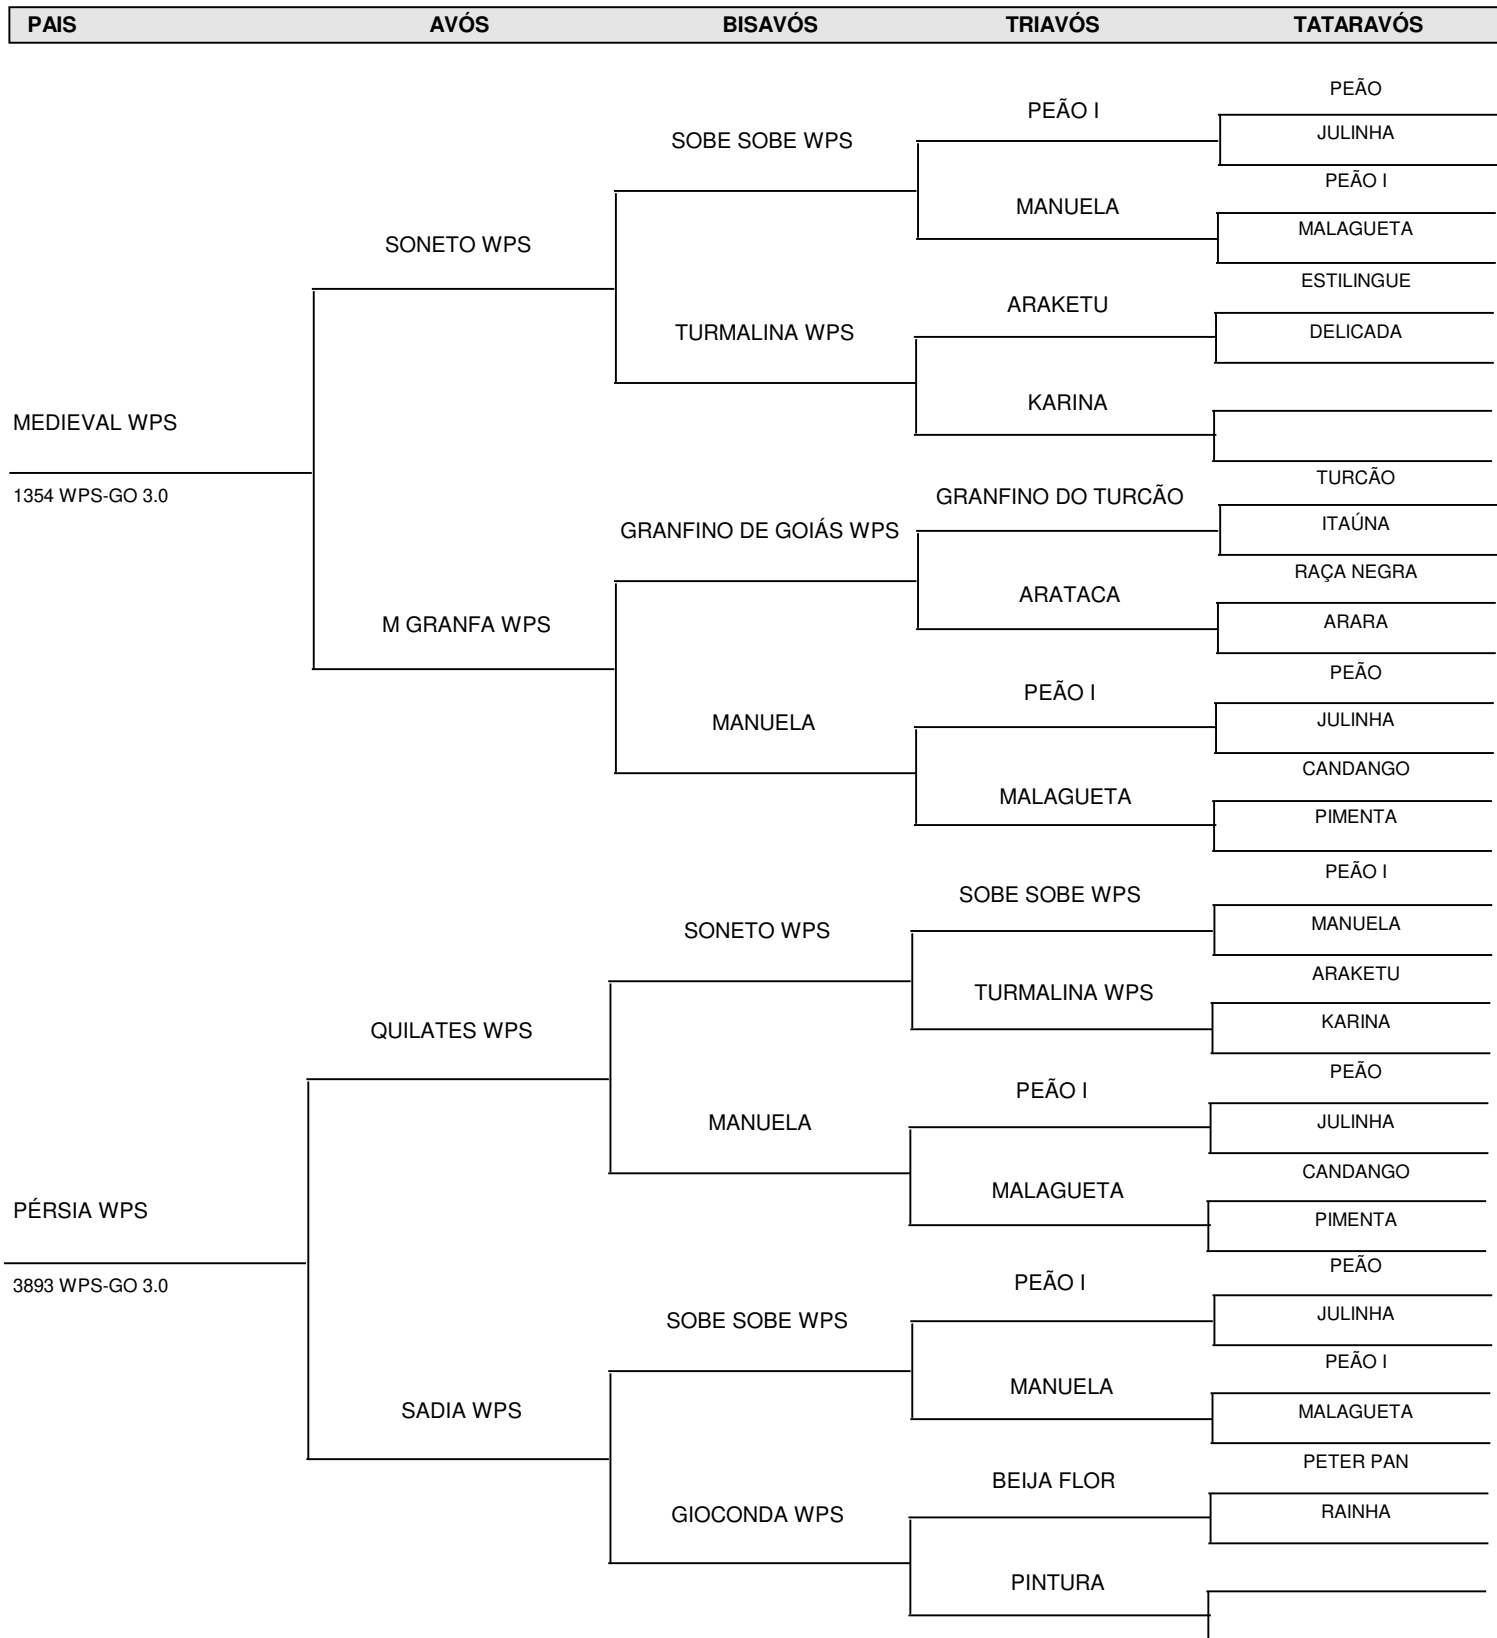 PAIS AVÓS BISAVÓS TRIAVÓS TATARAVÓS
PEÃO
PEÃO I
JULINHA
SOBE SOBE WPS
PEÃO I
MANUELA
MALAGUETA
SONETO WPS
ESTILINGUE
ARAKETU
TURMALINA WPS
DELICADA
KARINA
MEDIEVAL WPS
TURCÃO
1354 WPS-GO 3.0
GRANFINO DO TURCÃO
ITAÚNA
GRANFINO DE GOIÁS WPS
RAÇA NEGRA
ARATACA
ARARA
M GRANFA WPS
PEÃO
PEÃO I
JULINHA
MANUELA
CANDANGO
MALAGUETA
PIMENTA
PEÃO I
SOBE SOBE WPS
MANUELA
SONETO WPS
ARAKETU
TURMALINA WPS
KARINA
QUILATES WPS
PEÃO
PEÃO I
JULINHA
MANUELA
CANDANGO
MALAGUETA
PÉRSIA WPS
PIMENTA
PEÃO
3893 WPS-GO 3.0
PEÃO I
JULINHA
SOBE SOBE WPS
PEÃO I
MANUELA
SADIA WPS
MALAGUETA
PETER PAN
BEIJA FLOR
RAINHA
GIOCONDA WPS
PINTURA